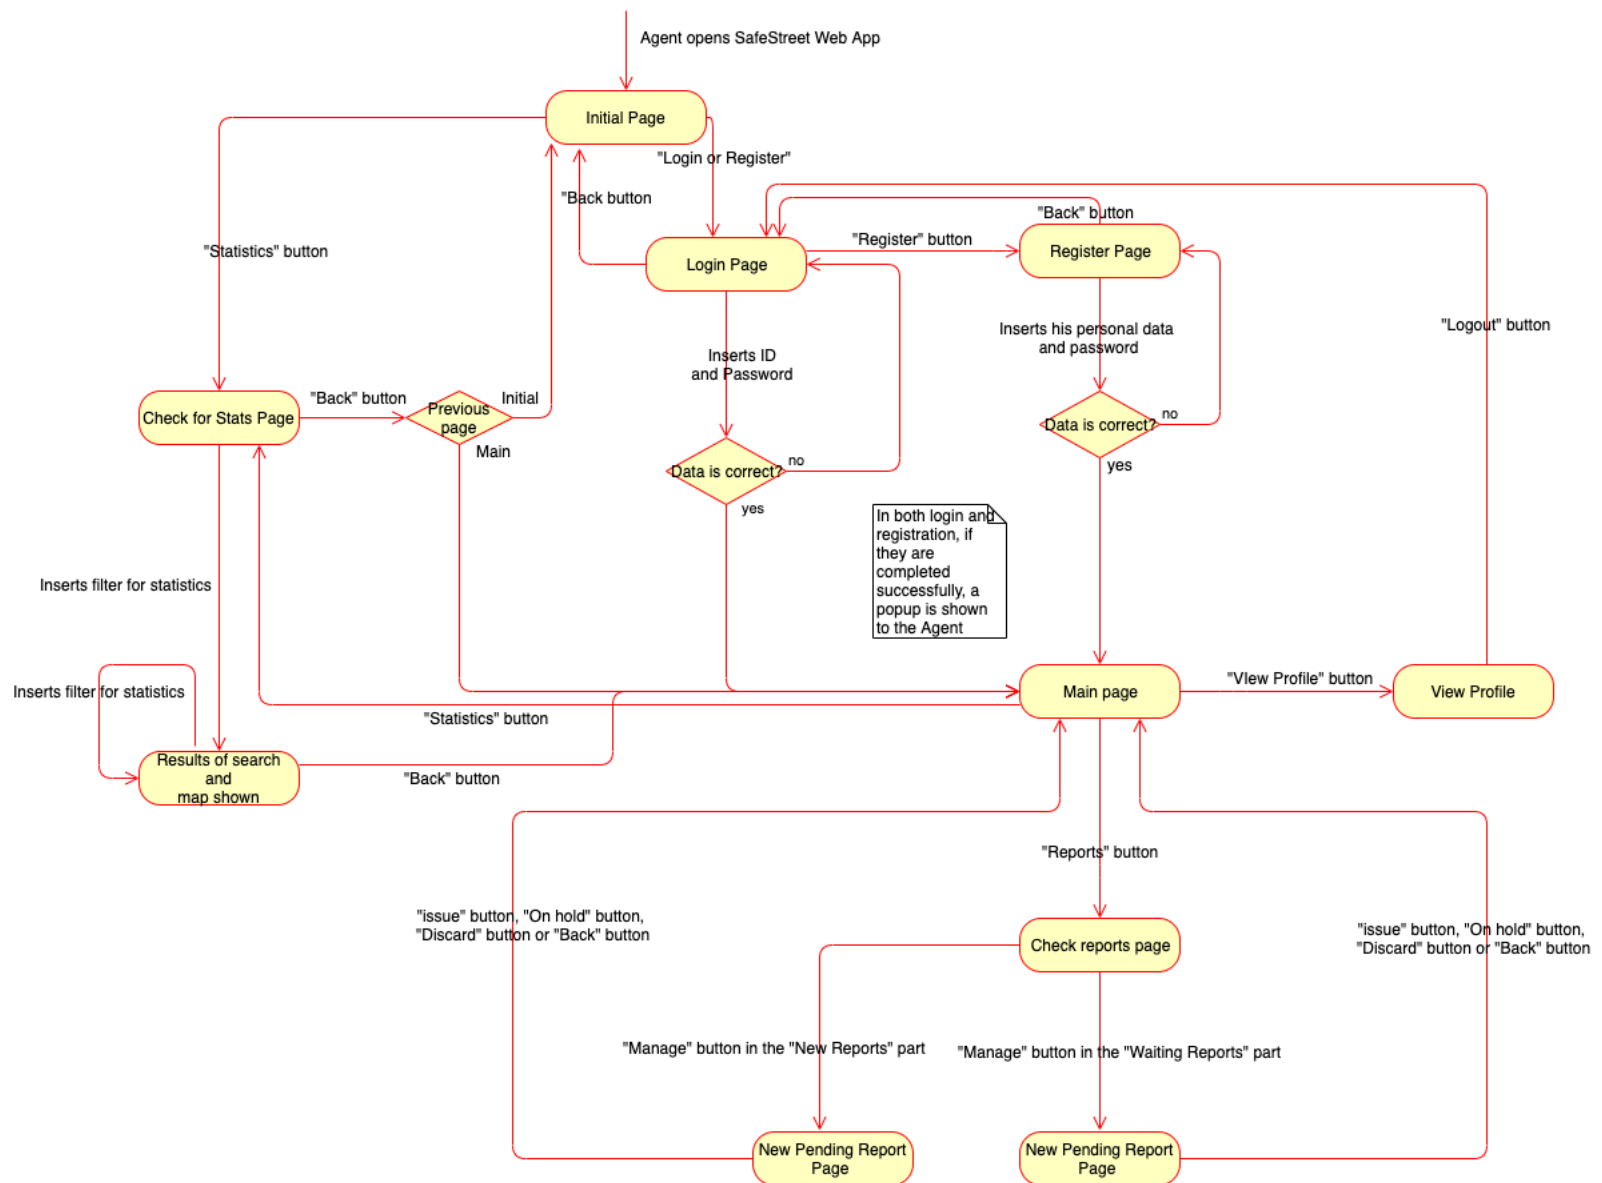 Agent opens SafeStreet Web App
Initial Page
"Login or Register"
"Back button
"Back" button
"Statistics" button
"Register" button
Register Page
Login Page
"Logout" button
Inserts his personal data
and password
Inserts ID
and Password
"Back" button
Initial
Check for Stats Page
Previous
page
Main
Data is correct?
no
yes
Data is correct?
no
yes
In both login and
registration, if
they are
completed
successfully, a
popup is shown
to the Agent
Inserts filter for statistics
Inserts filter for statistics
"Statistics" button
Main page
"VIew Profile" button
View Profile
Results of search
and
map shown
"Back" button
"Reports" button
"issue" button, "On hold" button,
"Discard" button or "Back" button
Check reports page
"issue" button, "On hold" button,
"Discard" button or "Back" button
"Manage" button in the "New Reports" part
"Manage" button in the "Waiting Reports" part
New Pending Report
Page
New Pending Report
Page